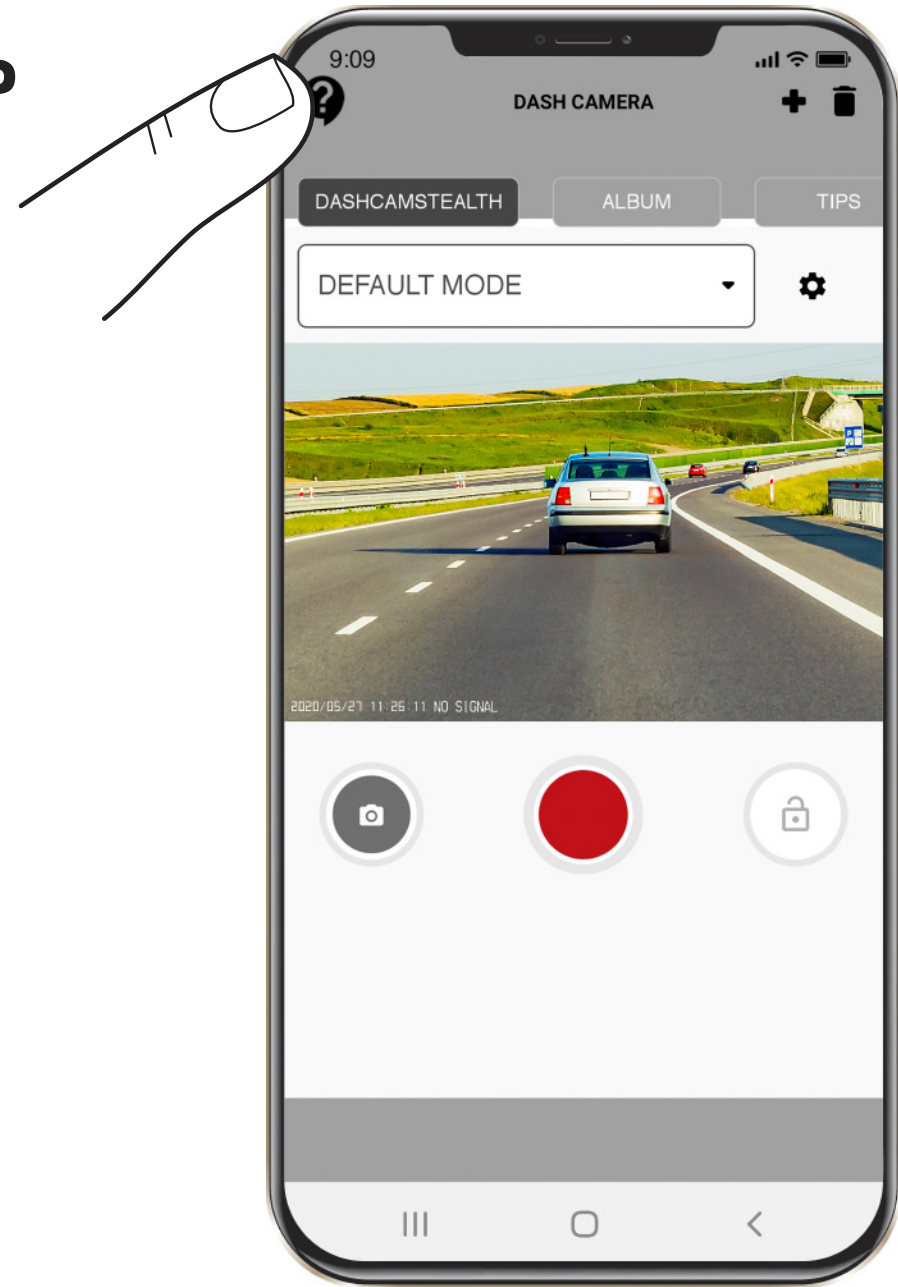 9:09
DASH CAMERA
DASHCAMSTEALTH ALBUM TIPS
DEFAULT MODE
2020/05/27 11:26:11 NO SIGNAL